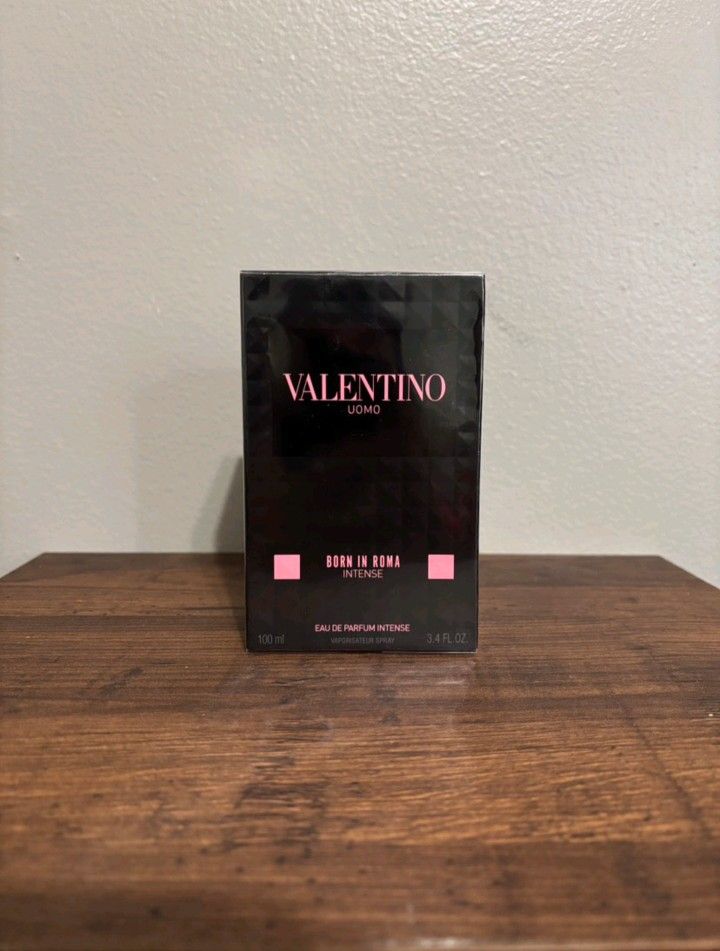 VALENTINO
UOMO
BORN IN ROMA
INTENSE
EAU DE PARFUM INTENSE
100 ml VAPORISATEUR SPRAY 3.4 FL.OZ.